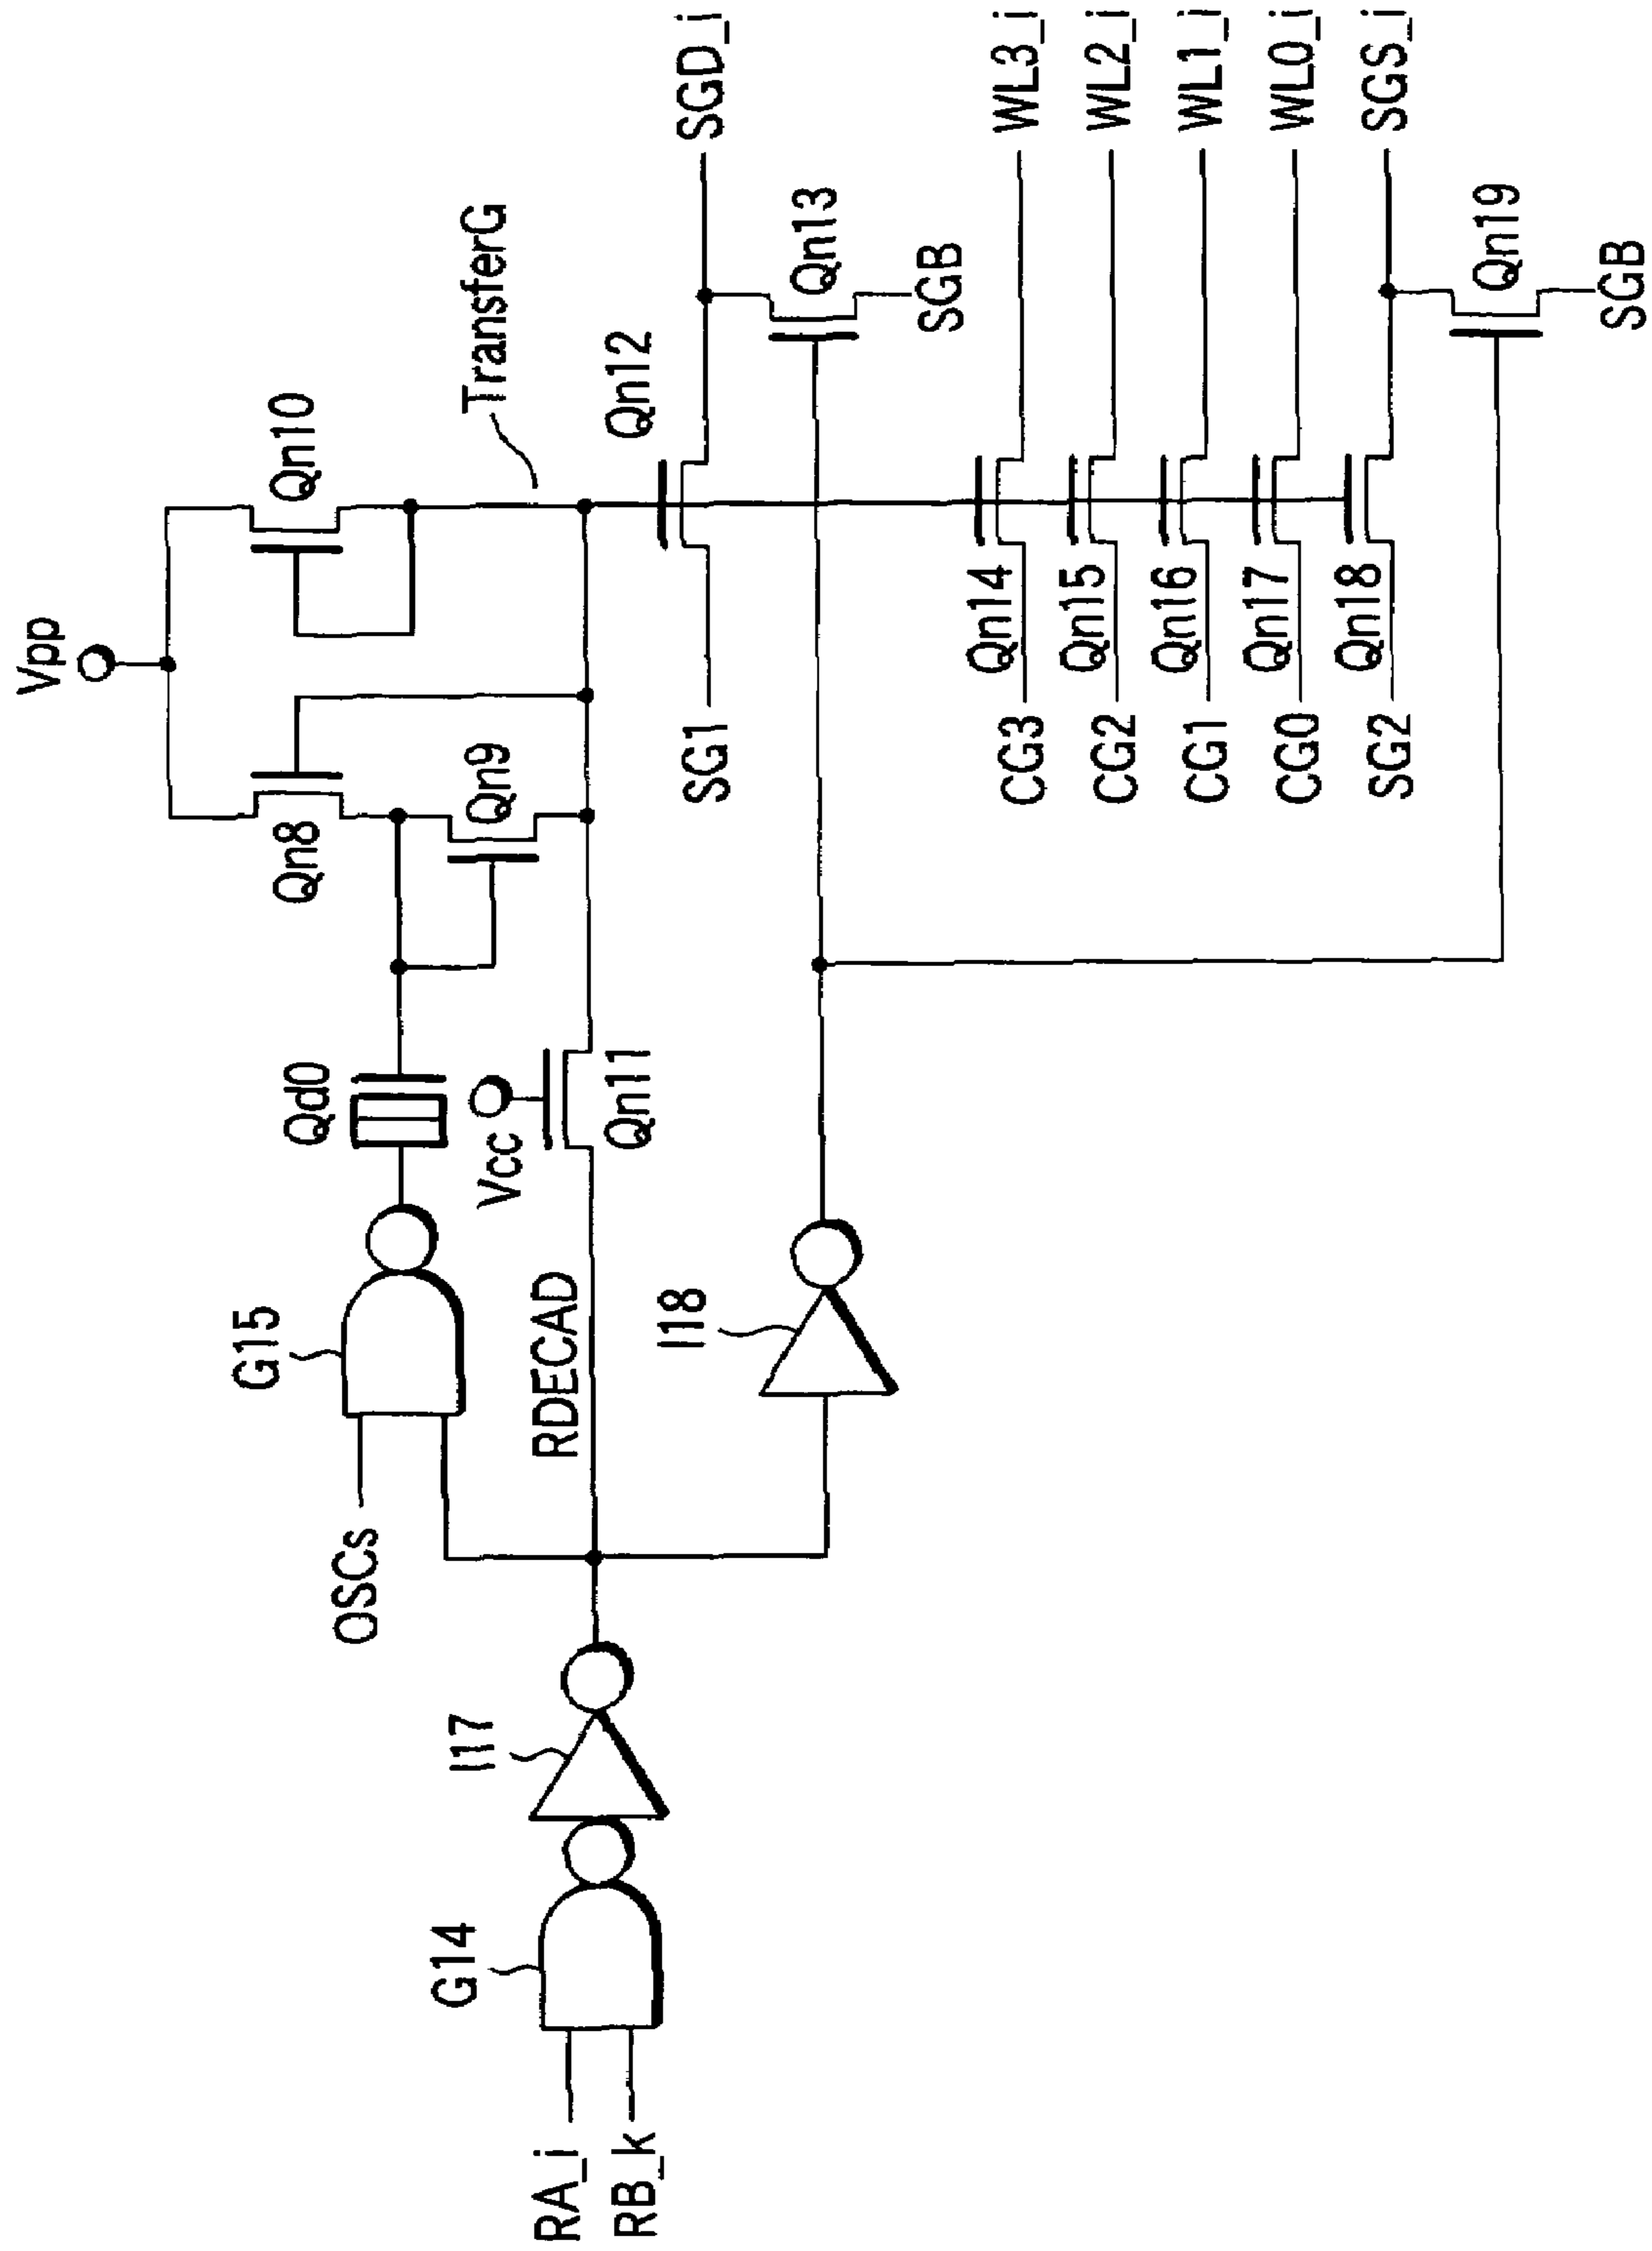 RA_i
RB_k
G14
I17
OSCs
G15
RDECAD
I18
Qd0
Vcc
Qn11
Qn8
Qn9
Vpp
Qn10
TransferG
SG1
Qn12
SGD_i
Qn13
SGB
CG3
Qn14
WL3_i
CG2
Qn15
WL2_i
CG1
Qn16
WL1_i
CG0
Qn17
WL0_i
SG2
Qn18
SGS_i
Qn19
SGB